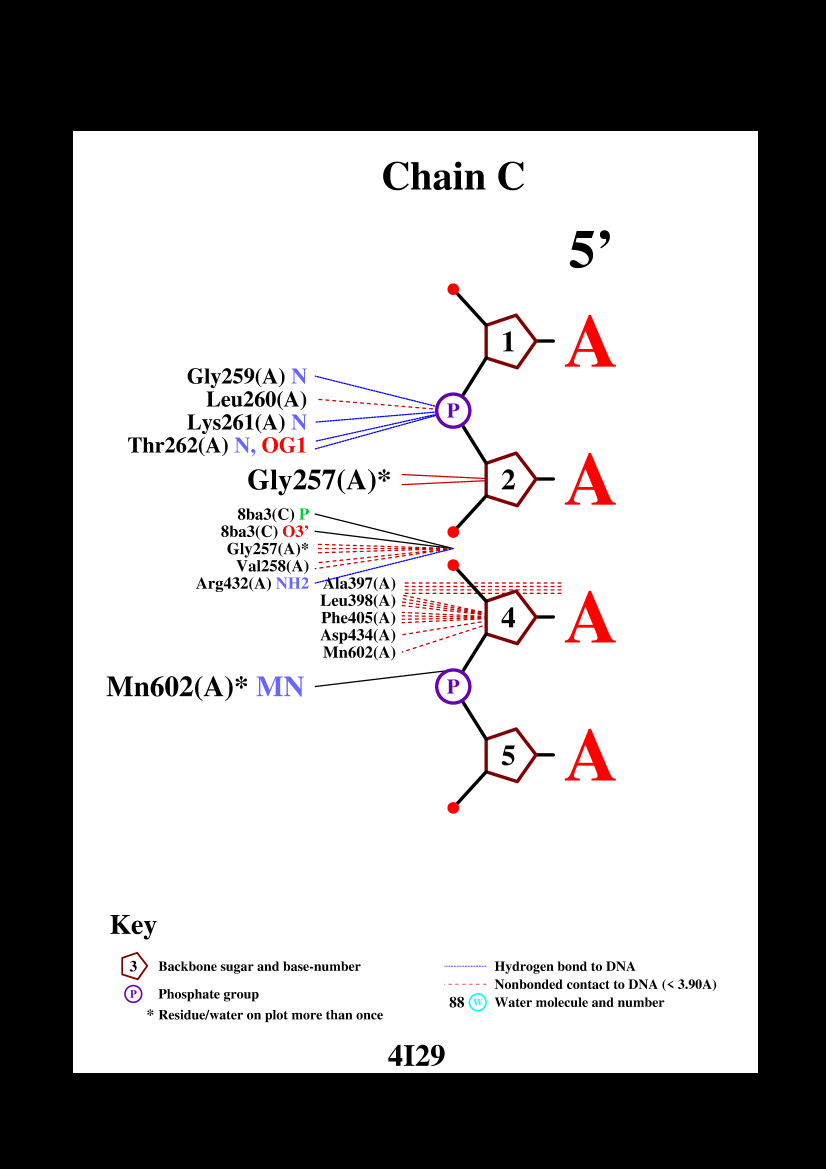 Chain C
5’
1 A
Gly259(A) N
Leu260(A)
P
Lys261(A) N
Thr262(A) N, OG1
Gly257(A)* 2 A
8ba3(C) P
8ba3(C) O3'
Gly257(A)*
Val258(A)
Arg432(A) NH2 Ala397(A)
Leu398(A)
Phe405(A) 4 A
Asp434(A)
Mn602(A)
Mn602(A)* MN P
5 A
Key
3 Backbone sugar and base-number
Hydrogen bond to DNA
Nonbonded contact to DNA (< 3.90A)
P Phosphate group
88 W Water molecule and number
* Residue/water on plot more than once
4I29